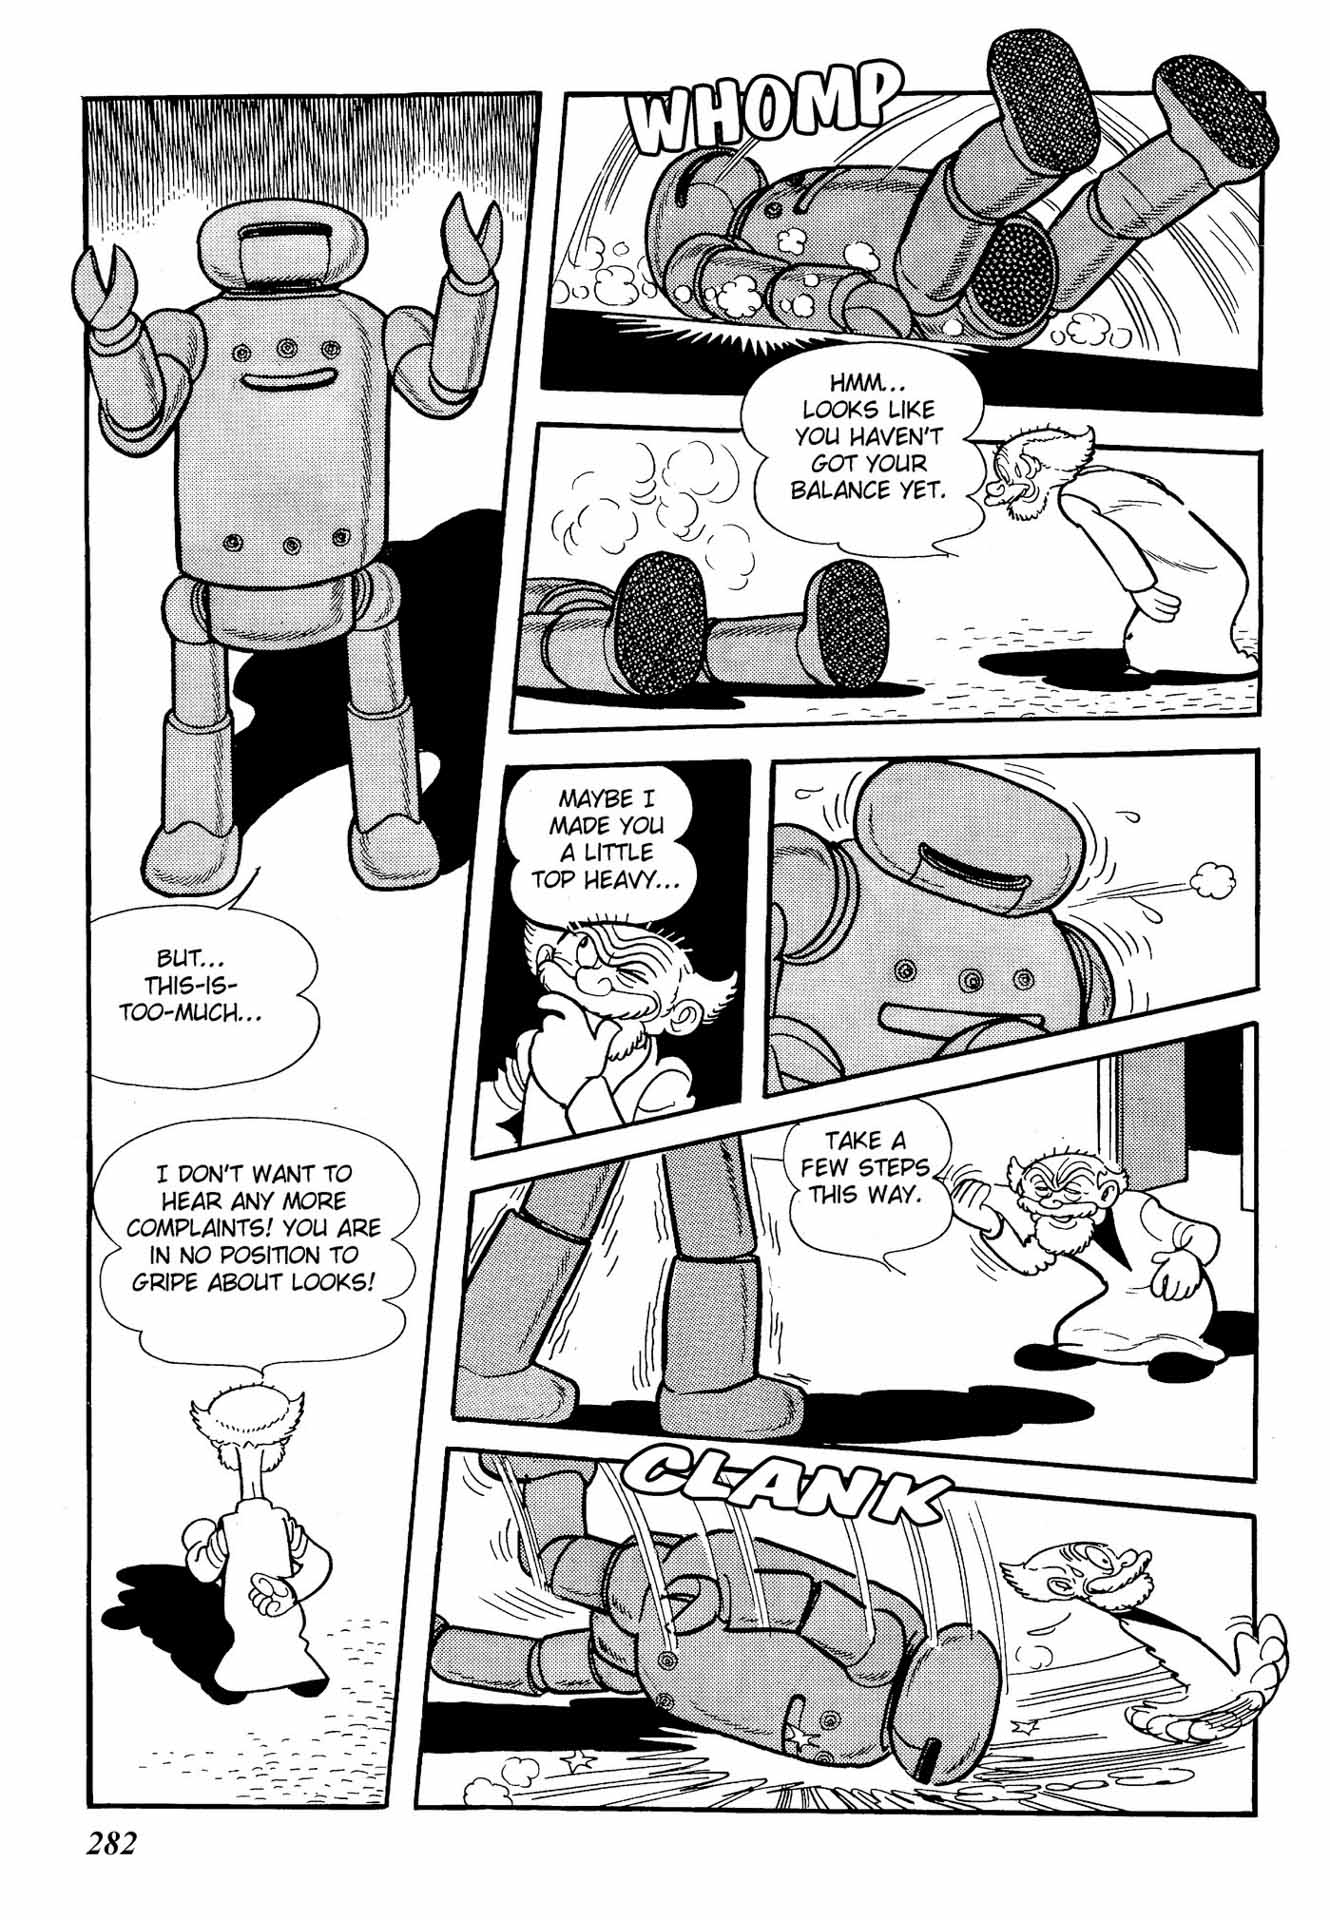 BUT...
THIS-IS-
TOO-MUCH...
I DON'T WANT TO
HEAR ANY MORE
COMPLAINTS! YOU ARE
IN NO POSITION TO
GRIPE ABOUT LOOKS!
WHOMP
HMM...
LOOKS LIKE
YOU HAVEN'T
GOT YOUR
BALANCE YET.
MAYBE I
MADE YOU
A LITTLE
TOP HEAVY...
TAKE A
FEW STEPS
THIS WAY.
CLANK
282